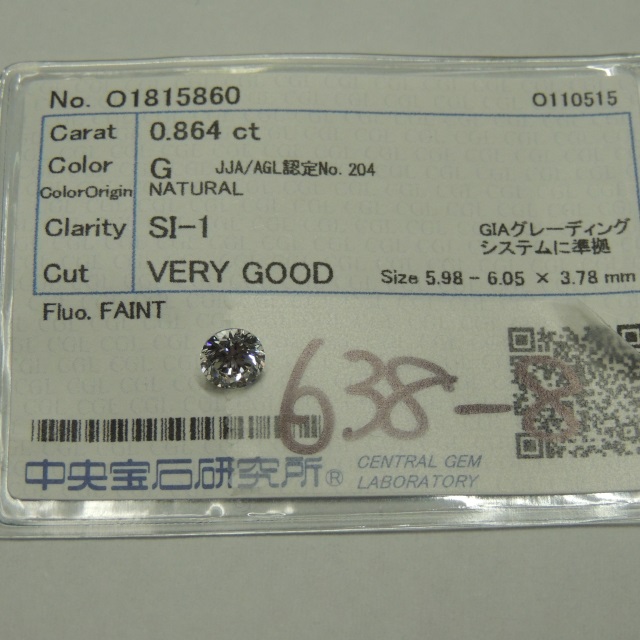 No. O1815860 O110515
Carat 0.864 ct
Color G JJA/AGL認定No. 204
ColorOrigin NATURAL
Clarity SI-1 GIAグレーディング
システムに準拠
Cut VERY GOOD Size 5.98 - 6.05 × 3.78 mm
Fluo. FAINT
638-8
中央宝石研究所® CENTRAL GEM
LABORATORY